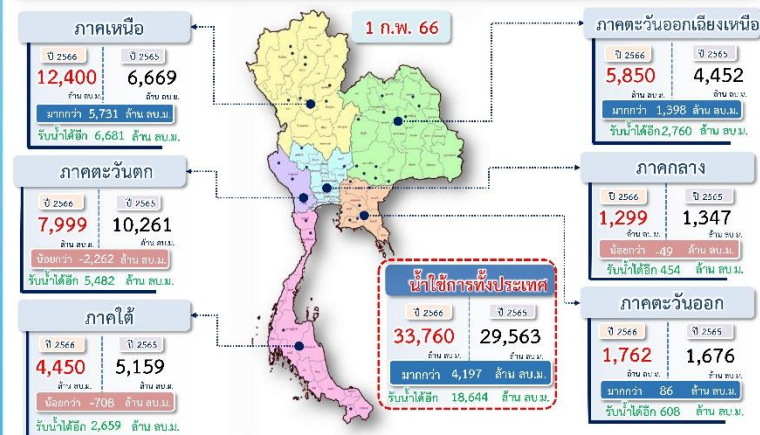 1 ก.พ. 66
ภาคเหนือ
ปี 2566 ปี 2565
12,400 6,669
ล้าน ลบ.ม. ล้าน ลบ.ม.
มากกว่า 5,731 ล้าน ลบ.ม.
รับน้ำได้อีก 6,681 ล้าน ลบ.ม.
ภาคตะวันออกเฉียงเหนือ
ปี 2566 ปี 2565
5,850 4,452
ล้าน ลบ.ม. ล้าน ลบ.ม.
มากกว่า 1,398 ล้าน ลบ.ม.
รับน้ำได้อีก 2,760 ล้าน ลบ.ม.
ภาคตะวันตก
ปี 2566 ปี 2565
7,999 10,261
ล้าน ลบ.ม. ล้าน ลบ.ม.
น้อยกว่า -2,262 ล้าน ลบ.ม.
รับน้ำได้อีก 5,482 ล้าน ลบ.ม.
ภาคกลาง
ปี 2566 ปี 2565
1,299 1,347
ล้าน ลบ.ม. ล้าน ลบ.ม.
น้อยกว่า -49 ล้าน ลบ.ม.
รับน้ำได้อีก 454 ล้าน ลบ.ม.
ภาคใต้
ปี 2566 ปี 2565
4,450 5,159
ล้าน ลบ.ม. ล้าน ลบ.ม.
น้อยกว่า -708 ล้าน ลบ.ม.
รับน้ำได้อีก 2,659 ล้าน ลบ.ม.
น้ำใช้การทั้งประเทศ
ปี 2566 ปี 2565
33,760 29,563
ล้าน ลบ.ม. ล้าน ลบ.ม.
มากกว่า 4,197 ล้าน ลบ.ม.
รับน้ำได้อีก 18,644 ล้าน ลบ.ม.
ภาคตะวันออก
ปี 2566 ปี 2565
1,762 1,676
ล้าน ลบ.ม. ล้าน ลบ.ม.
มากกว่า 86 ล้าน ลบ.ม.
รับน้ำได้อีก 608 ล้าน ลบ.ม.